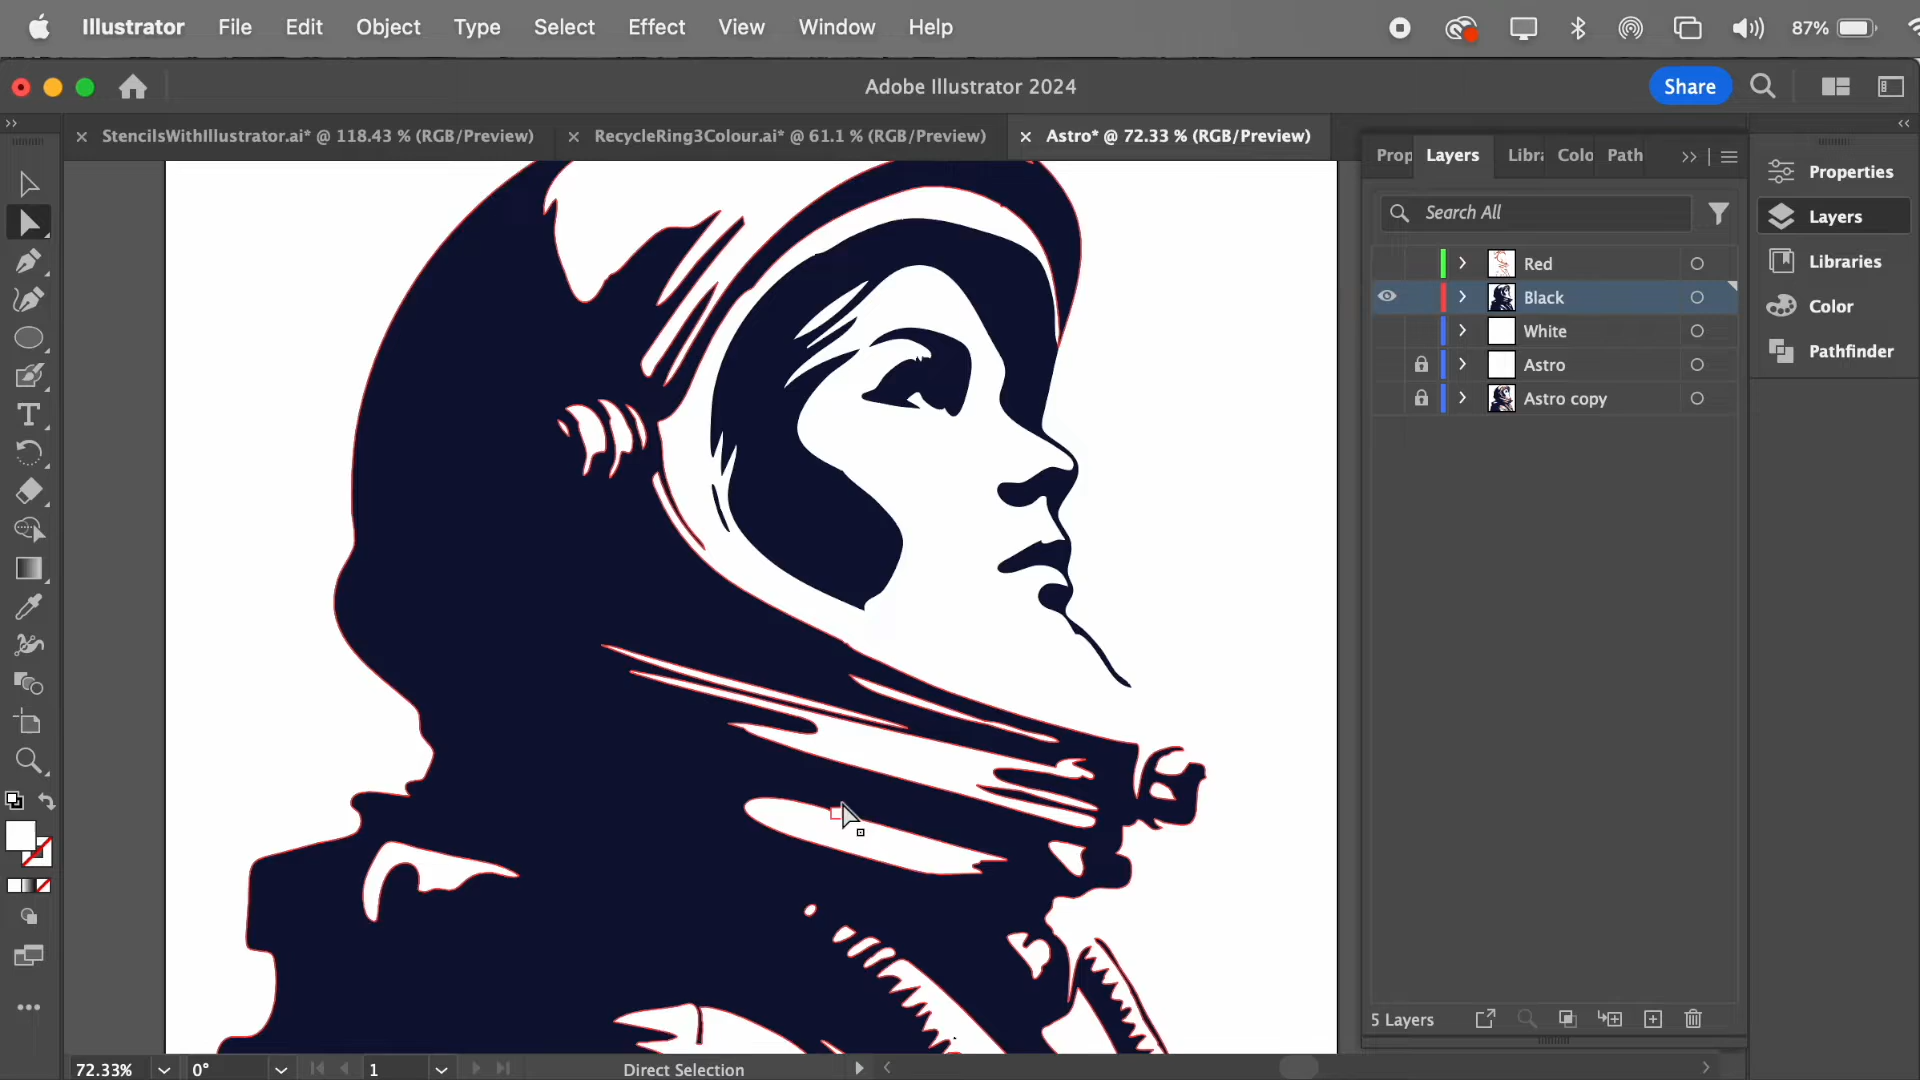 Illustrator File Edit Object Type Select Effect View Window Help 87%
Adobe Illustrator 2024 Share
StencilsWithIllustrator.ai* @ 118.43 % (RGB/Preview) RecycleRing3Colour.ai* @ 61.1 % (RGB/Preview) Astro* @ 72.33 % (RGB/Preview)
Prop Layers Libra Colo Path
Search All
Red
Black
White
Astro
Astro copy
Properties
Layers
Libraries
Color
Pathfinder
5 Layers
72.33% 0° 1 Direct Selection